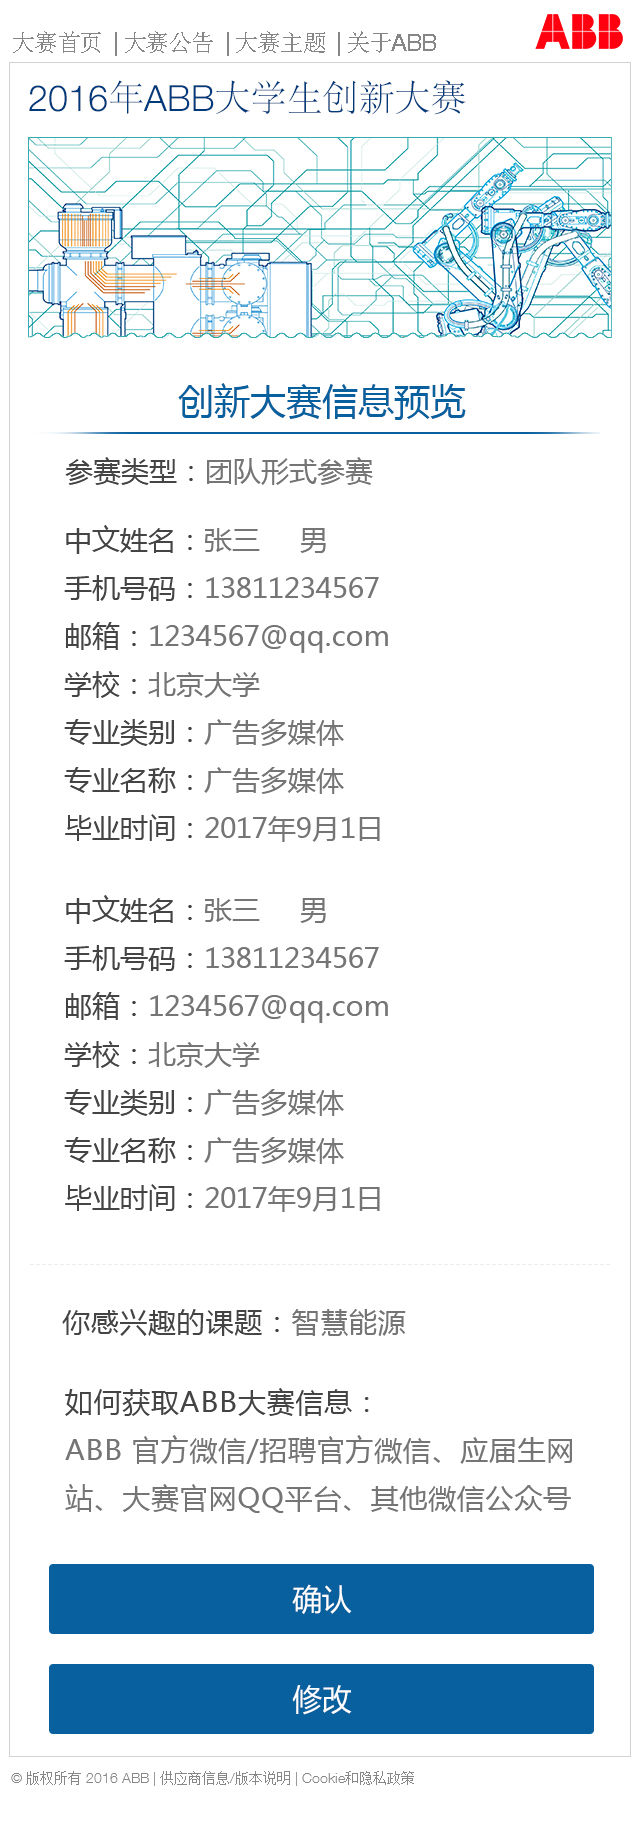 ABB
大赛首页 | 大赛公告 | 大赛主题 | 关于ABB
2016年ABB大学生创新大赛
创新大赛信息预览
参赛类型：团队形式参赛
中文姓名：张三 男
手机号码：13811234567
邮箱：1234567@qq.com
学校：北京大学
专业类别：广告多媒体
专业名称：广告多媒体
毕业时间：2017年9月1日
中文姓名：张三 男
手机号码：13811234567
邮箱：1234567@qq.com
学校：北京大学
专业类别：广告多媒体
专业名称：广告多媒体
毕业时间：2017年9月1日
你感兴趣的课题：智慧能源
如何获取ABB大赛信息：
ABB 官方微信/招聘官方微信、应届生网
站、大赛官网QQ平台、其他微信公众号
确认
修改
© 版权所有 2016 ABB | 供应商信息/版本说明 | Cookie和隐私政策